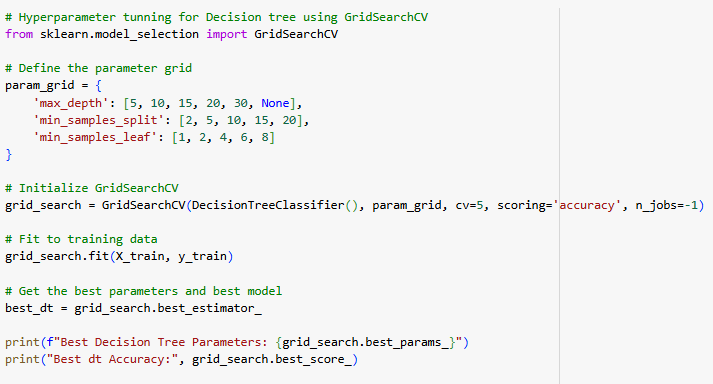 # Hyperparameter tunning for Decision tree using GridSearchCV
from sklearn.model_selection import GridSearchCV

# Define the parameter grid
param_grid = {
    'max_depth': [5, 10, 15, 20, 30, None],
    'min_samples_split': [2, 5, 10, 15, 20],
    'min_samples_leaf': [1, 2, 4, 6, 8]
}

# Initialize GridSearchCV
grid_search = GridSearchCV(DecisionTreeClassifier(), param_grid, cv=5, scoring='accuracy', n_jobs=-1)

# Fit to training data
grid_search.fit(X_train, y_train)

# Get the best parameters and best model
best_dt = grid_search.best_estimator_

print(f"Best Decision Tree Parameters: {grid_search.best_params_}")
print("Best dt Accuracy:", grid_search.best_score_)